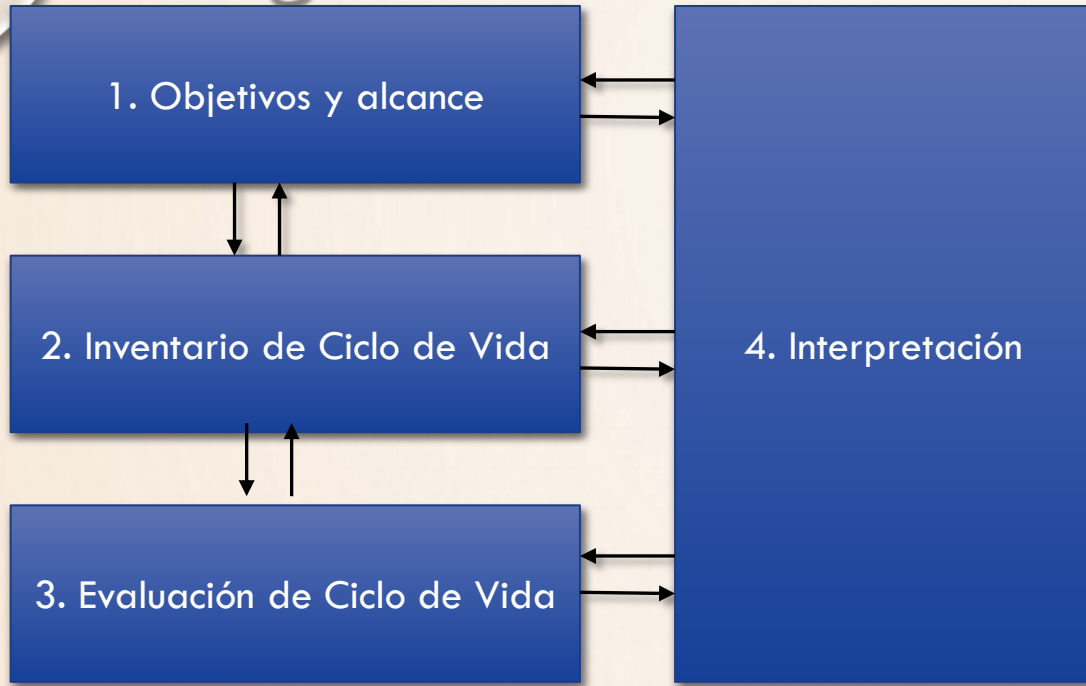 1. Objetivos y alcance
2. Inventario de Ciclo de Vida
4. Interpretación
3. Evaluación de Ciclo de Vida